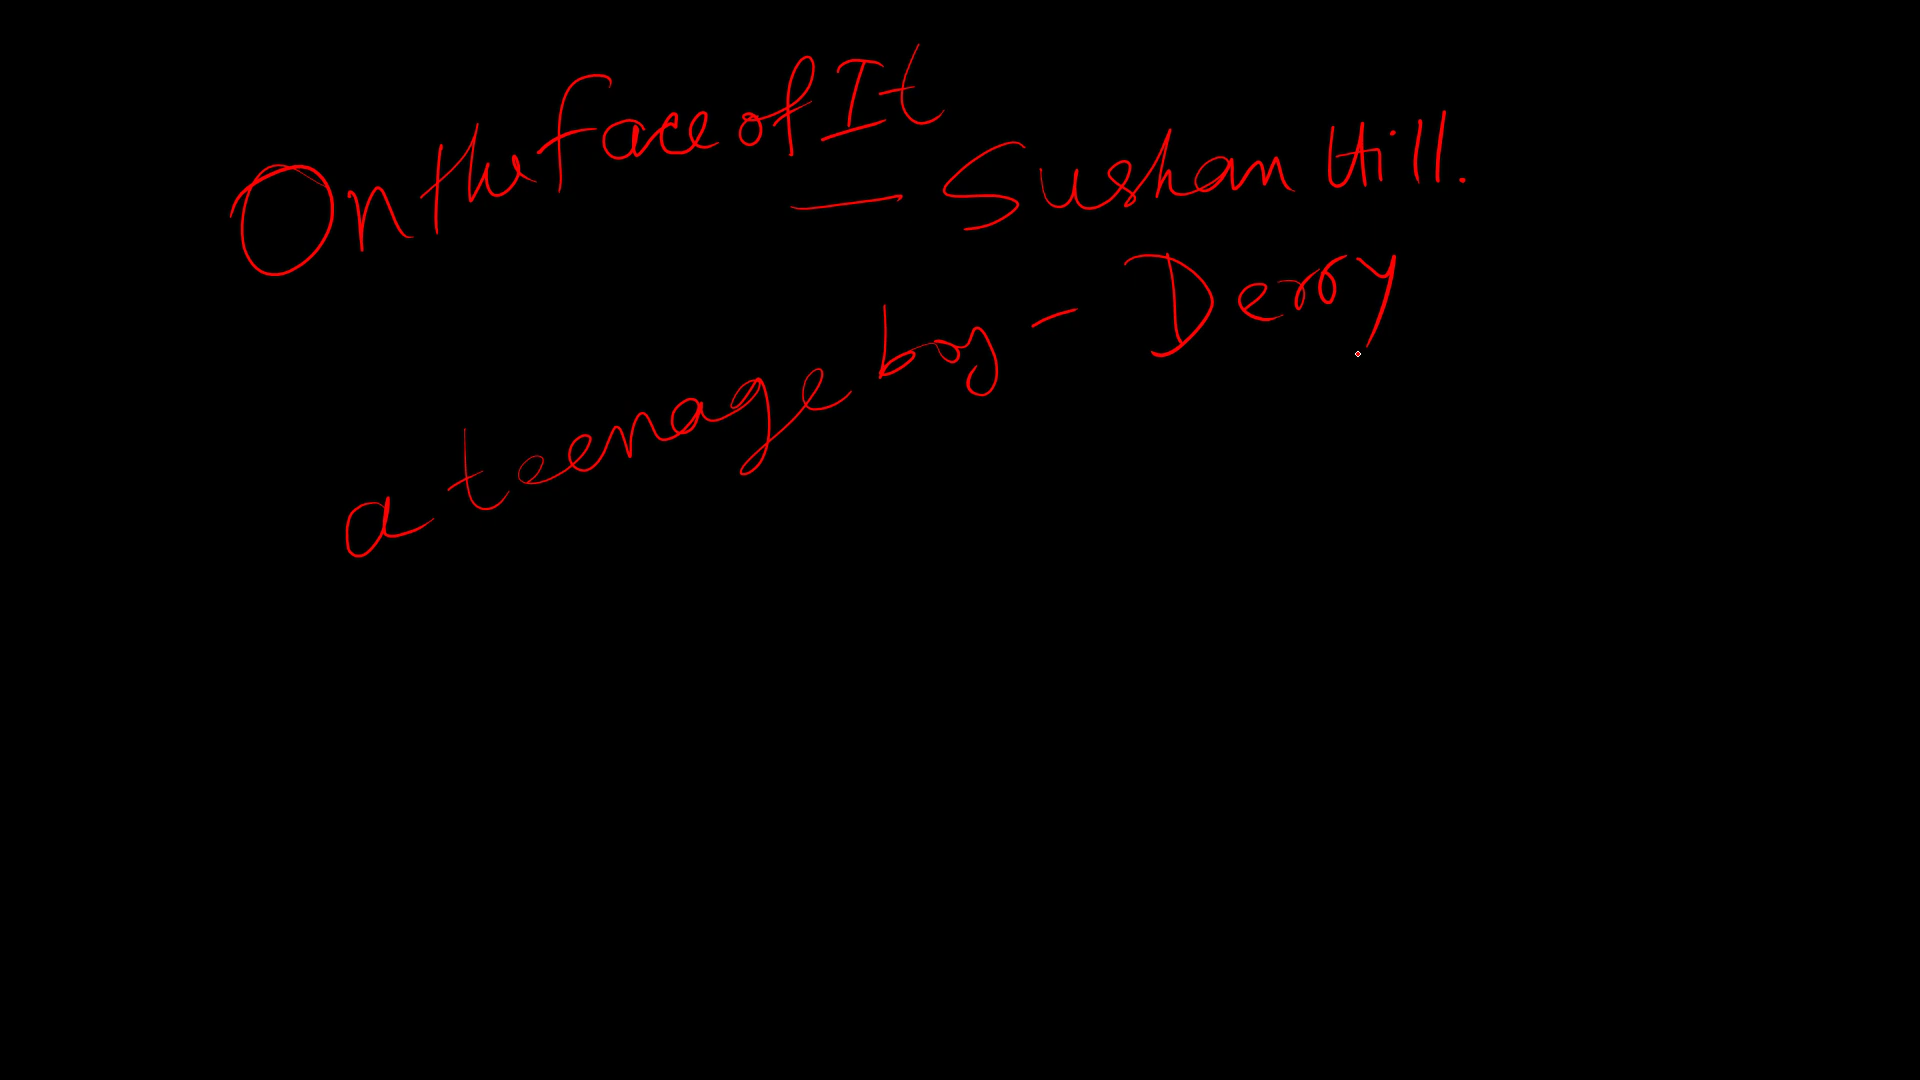 On the face of It
— Sushan Hill.
a teenage boy – Derry